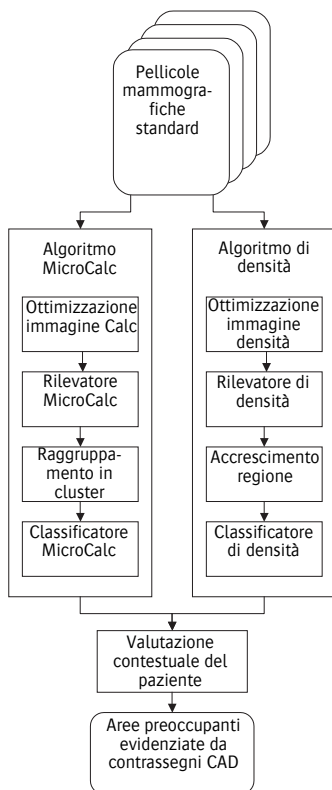 Pellicole
mammogra-
fiche
standard
Algoritmo
MicroCalc
Ottimizzazione
immagine Calc
Rilevatore
MicroCalc
Raggruppa-
mento in
cluster
Classificatore
MicroCalc
Algoritmo di
densità
Ottimizzazione
immagine
densità
Rilevatore di
densità
Accrescimento
regione
Classificatore
di densità
Valutazione
contestuale del
paziente
Aree preoccupanti
evidenziate da
contrassegni CAD